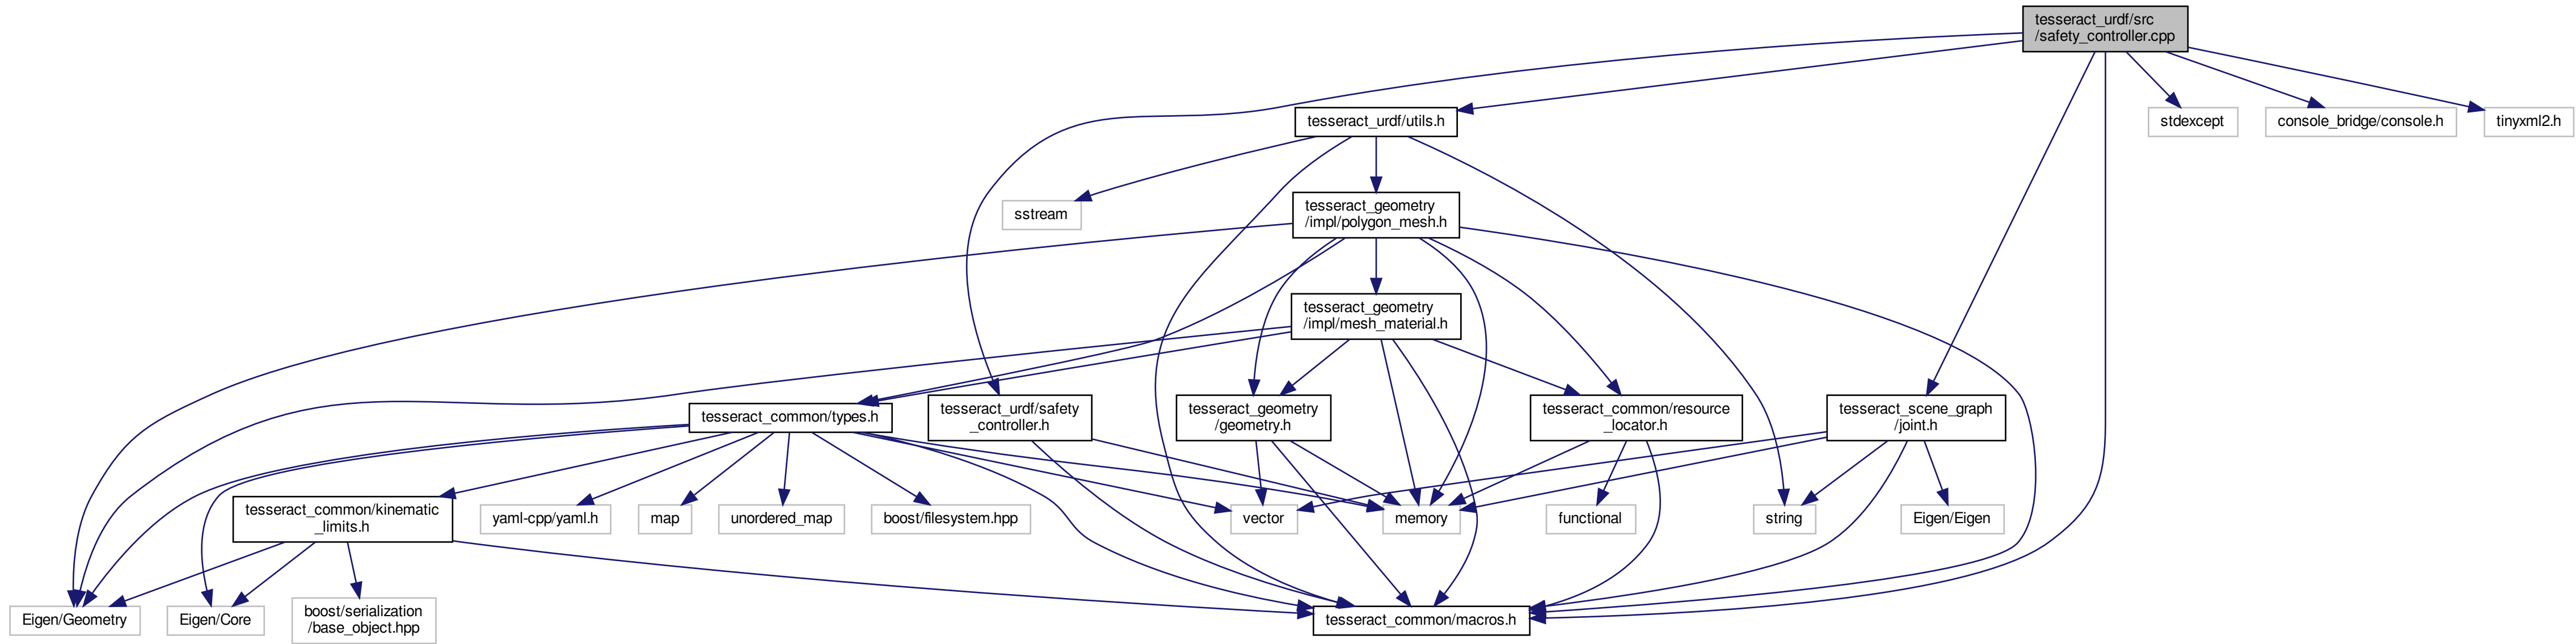 tesseract_urdf/src
/safety_controller.cpp
tesseract_urdf/utils.h
stdexcept
console_bridge/console.h
tinyxml2.h
sstream
tesseract_geometry
/impl/polygon_mesh.h
tesseract_geometry
/impl/mesh_material.h
tesseract_common/types.h
tesseract_urdf/safety
_controller.h
tesseract_geometry
/geometry.h
tesseract_common/resource
_locator.h
tesseract_scene_graph
/joint.h
tesseract_common/kinematic
_limits.h
yaml-cpp/yaml.h
map
unordered_map
boost/filesystem.hpp
vector
memory
functional
string
Eigen/Eigen
Eigen/Geometry
Eigen/Core
boost/serialization
/base_object.hpp
tesseract_common/macros.h